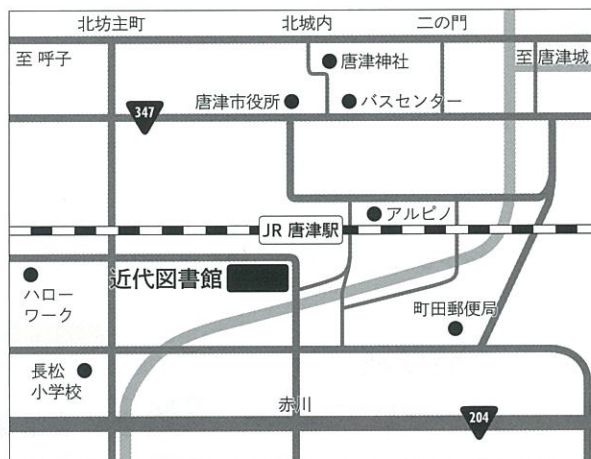 北坊主町
北城内
二の門
至 呼子
唐津神社
至 唐津城
唐津市役所
バスセンター
347
アルピノ
JR 唐津駅
近代図書館
ハロー
ワーク
町田郵便局
長松
小学校
赤川
204